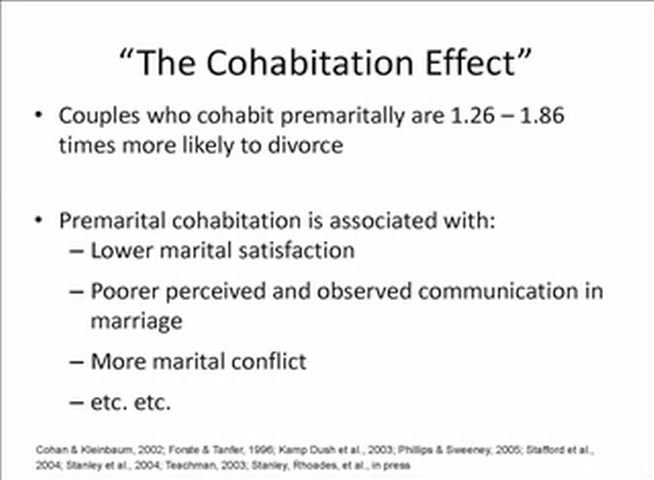 “The Cohabitation Effect”
• Couples who cohabit premaritally are 1.26 – 1.86
times more likely to divorce
• Premarital cohabitation is associated with:
– Lower marital satisfaction
– Poorer perceived and observed communication in
marriage
– More marital conflict
– etc. etc.
Cohan & Kleinbaum, 2002; Forste & Tanfer, 1996; Kamp Dush et al., 2003; Phillips & Sweeney, 2005; Stafford et al.,
2004; Stanley et al., 2004; Teachman, 2003; Stanley, Rhoades, et al., in press